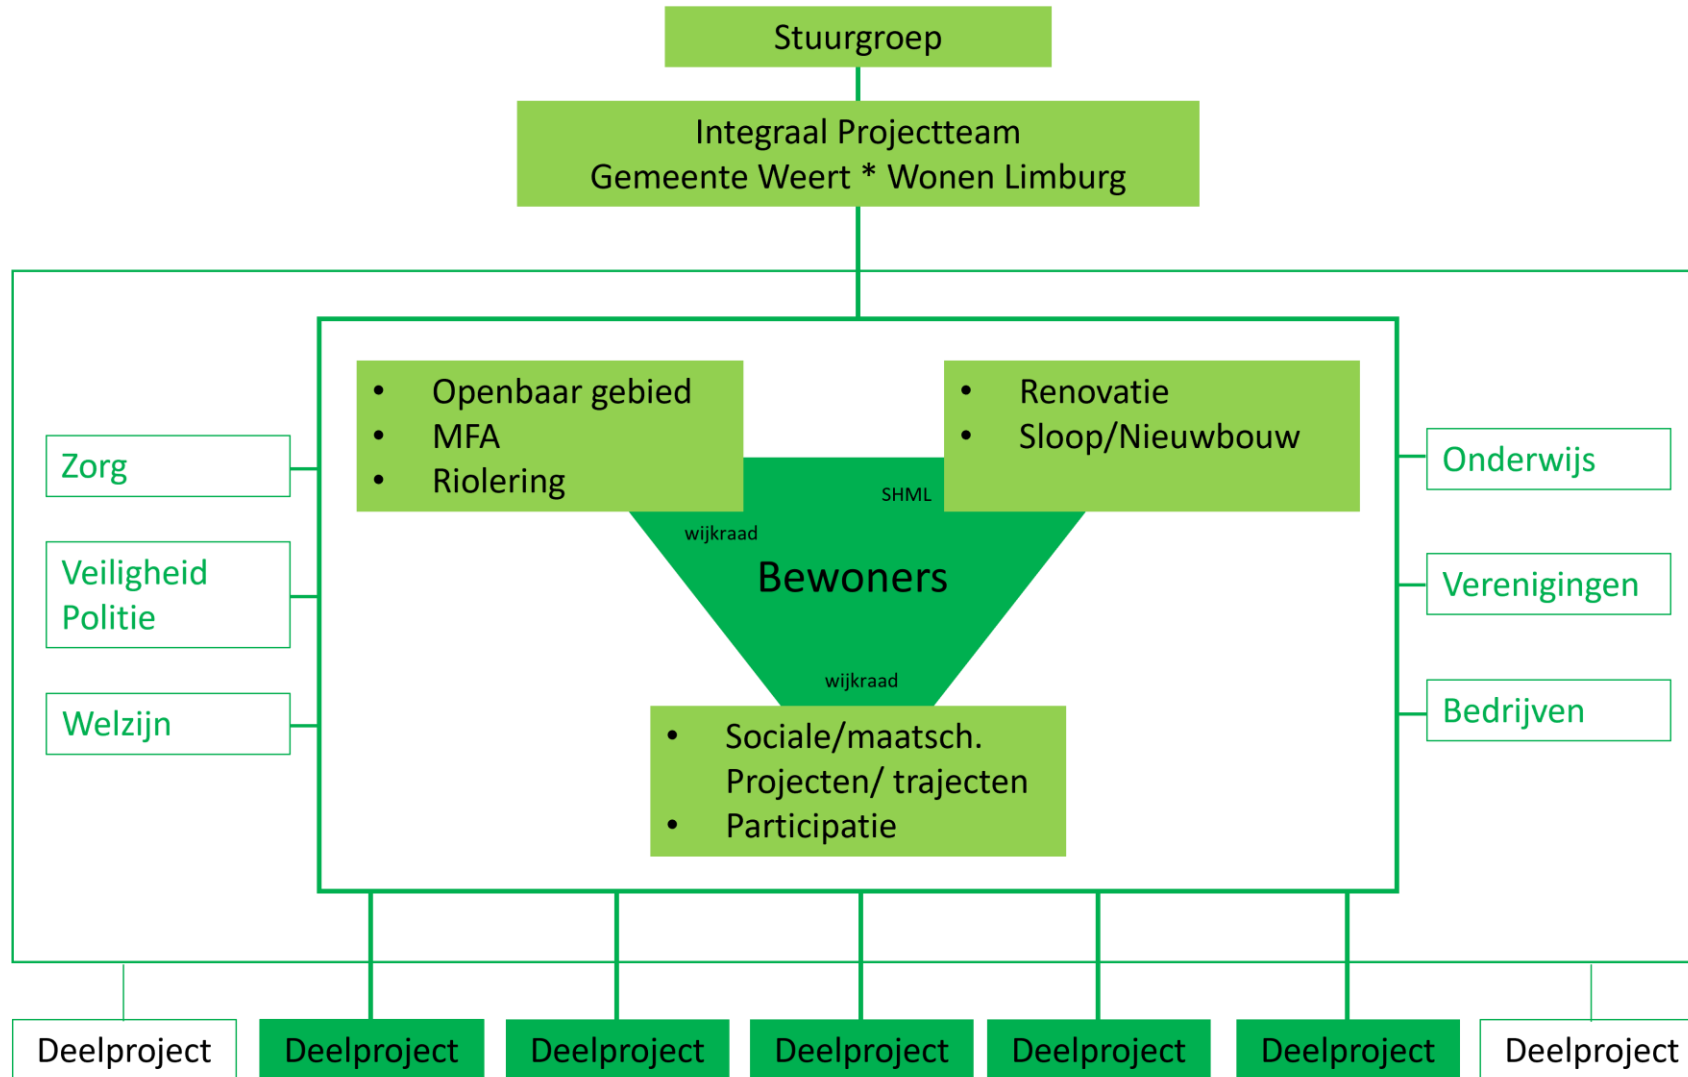 Stuurgroep
Integraal Projectteam
Gemeente Weert * Wonen Limburg
• Openbaar gebied
• MFA
• Riolering
• Renovatie
• Sloop/Nieuwbouw
Zorg
Veiligheid
Politie
Welzijn
SHML
wijkraad
Bewoners
wijkraad
Onderwijs
Verenigingen
Bedrijven
• Sociale/maatsch.
Projecten/ trajecten
• Participatie
Deelproject
Deelproject
Deelproject
Deelproject
Deelproject
Deelproject
Deelproject